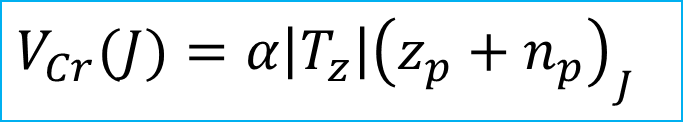 V_{Cr}(J) = α|T_z|(z_p + n_p)_J